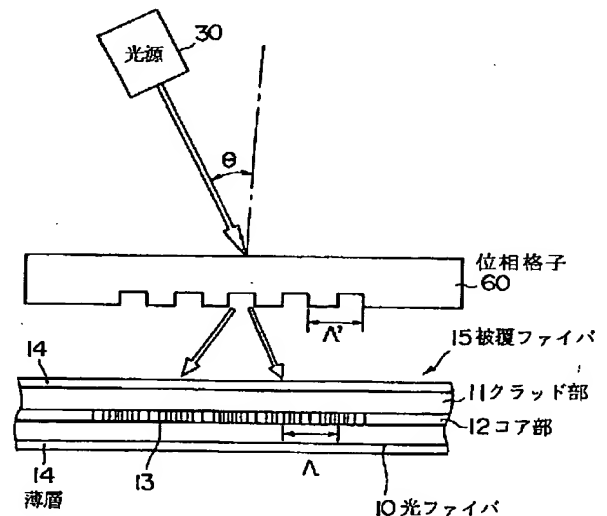 30
光源
θ
位相格子
60
Λ'
14
15被覆ファイバ
11クラッド部
12コア部
14
薄層
13
Λ
10光ファイバ